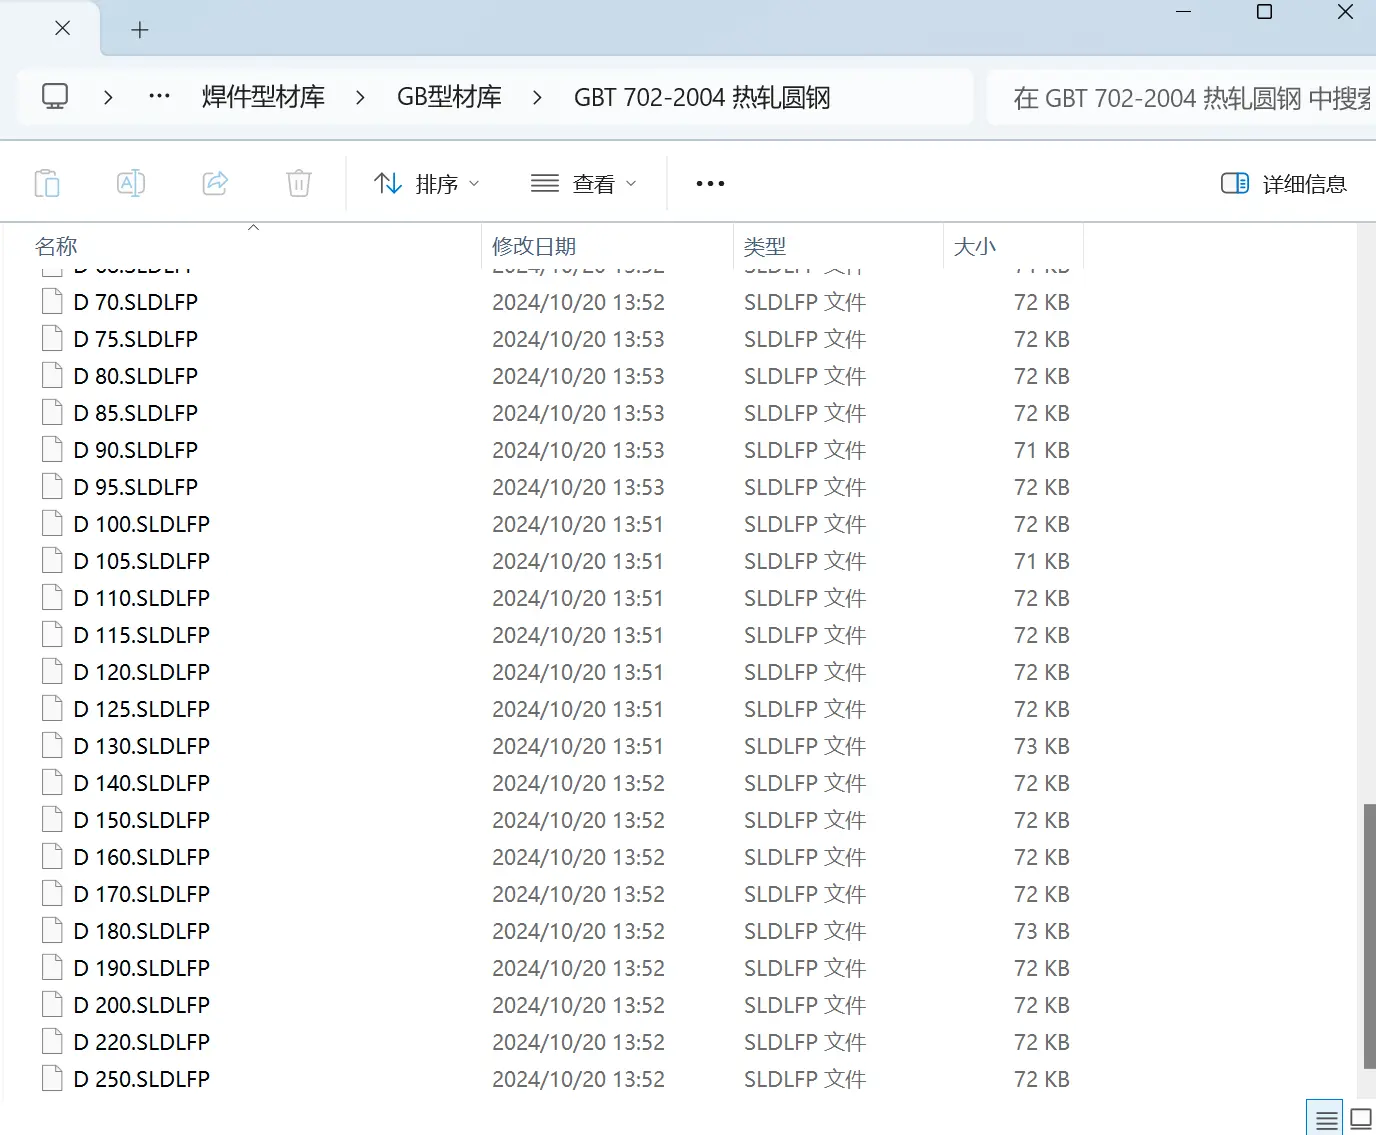 焊件型材库 GB型材库 GBT 702-2004 热轧圆钢 在 GBT 702-2004 热轧圆钢 中搜索
排序 查看 详细信息
名称 修改日期 类型 大小
D 70.SLDLFP 2024/10/20 13:52 SLDLFP 文件 72 KB
D 75.SLDLFP 2024/10/20 13:53 SLDLFP 文件 72 KB
D 80.SLDLFP 2024/10/20 13:53 SLDLFP 文件 72 KB
D 85.SLDLFP 2024/10/20 13:53 SLDLFP 文件 72 KB
D 90.SLDLFP 2024/10/20 13:53 SLDLFP 文件 71 KB
D 95.SLDLFP 2024/10/20 13:53 SLDLFP 文件 72 KB
D 100.SLDLFP 2024/10/20 13:51 SLDLFP 文件 72 KB
D 105.SLDLFP 2024/10/20 13:51 SLDLFP 文件 71 KB
D 110.SLDLFP 2024/10/20 13:51 SLDLFP 文件 72 KB
D 115.SLDLFP 2024/10/20 13:51 SLDLFP 文件 72 KB
D 120.SLDLFP 2024/10/20 13:51 SLDLFP 文件 72 KB
D 125.SLDLFP 2024/10/20 13:51 SLDLFP 文件 72 KB
D 130.SLDLFP 2024/10/20 13:51 SLDLFP 文件 73 KB
D 140.SLDLFP 2024/10/20 13:52 SLDLFP 文件 72 KB
D 150.SLDLFP 2024/10/20 13:52 SLDLFP 文件 72 KB
D 160.SLDLFP 2024/10/20 13:52 SLDLFP 文件 72 KB
D 170.SLDLFP 2024/10/20 13:52 SLDLFP 文件 72 KB
D 180.SLDLFP 2024/10/20 13:52 SLDLFP 文件 73 KB
D 190.SLDLFP 2024/10/20 13:52 SLDLFP 文件 72 KB
D 200.SLDLFP 2024/10/20 13:52 SLDLFP 文件 72 KB
D 220.SLDLFP 2024/10/20 13:52 SLDLFP 文件 72 KB
D 250.SLDLFP 2024/10/20 13:52 SLDLFP 文件 72 KB